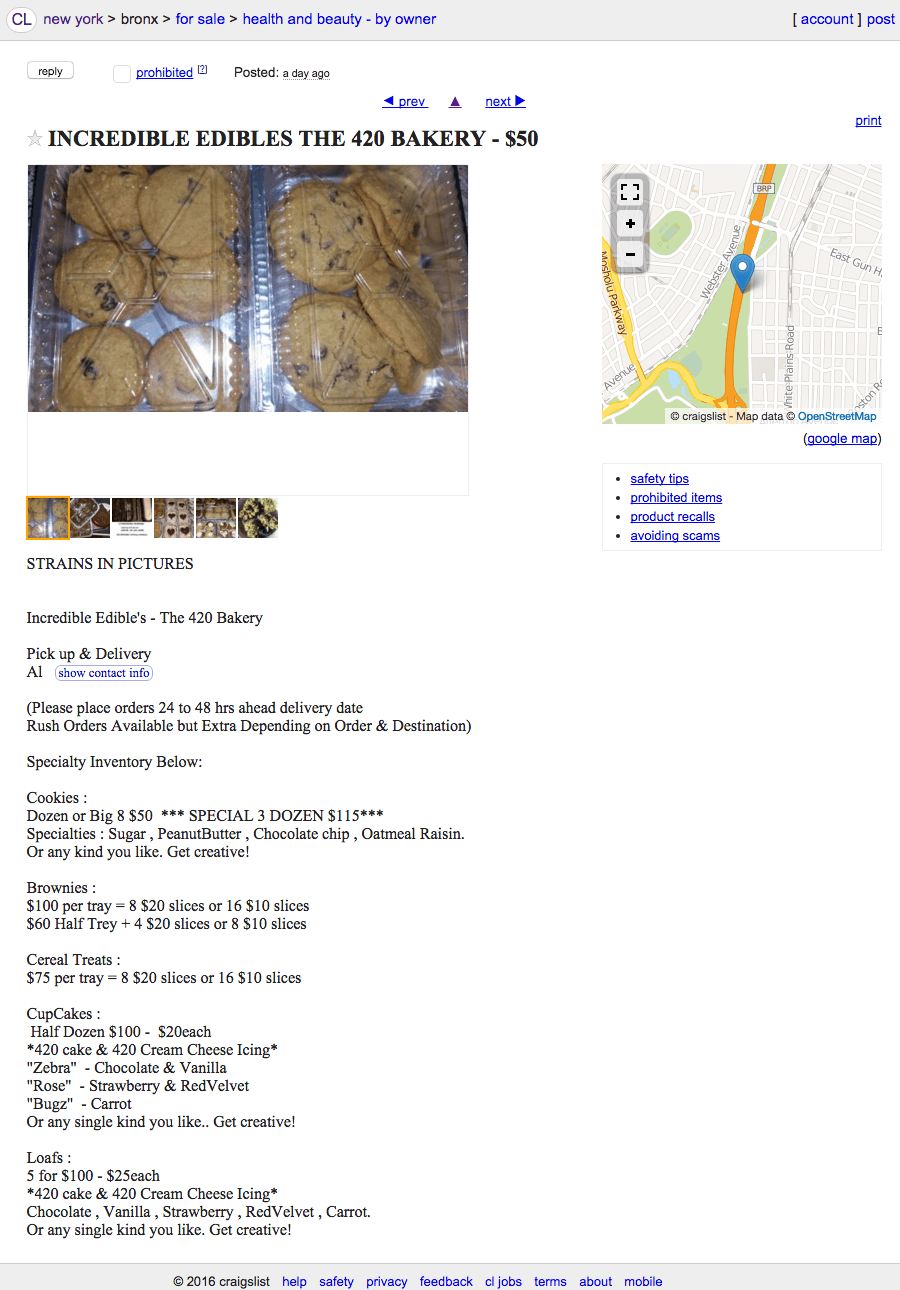 CL new york > bronx > for sale > health and beauty - by owner [ account ] post
reply prohibited [?] Posted: a day ago
◀ prev ▲ next ▶
print
☆ INCREDIBLE EDIBLES THE 420 BAKERY - $50
BRP
Webster Avenue
East Gun H
Mosholu Parkway
White Plains Road
Avenue
oston R
+
−
© craigslist - Map data © OpenStreetMap
(google map)
• safety tips
• prohibited items
• product recalls
• avoiding scams
STRAINS IN PICTURES
Incredible Edible's - The 420 Bakery
Pick up & Delivery
Al show contact info
(Please place orders 24 to 48 hrs ahead delivery date
Rush Orders Available but Extra Depending on Order & Destination)
Specialty Inventory Below:
Cookies :
Dozen or Big 8 $50 *** SPECIAL 3 DOZEN $115***
Specialties : Sugar , PeanutButter , Chocolate chip , Oatmeal Raisin.
Or any kind you like. Get creative!
Brownies :
$100 per tray = 8 $20 slices or 16 $10 slices
$60 Half Trey + 4 $20 slices or 8 $10 slices
Cereal Treats :
$75 per tray = 8 $20 slices or 16 $10 slices
CupCakes :
Half Dozen $100 - $20each
*420 cake & 420 Cream Cheese Icing*
"Zebra" - Chocolate & Vanilla
"Rose" - Strawberry & RedVelvet
"Bugz" - Carrot
Or any single kind you like.. Get creative!
Loafs :
5 for $100 - $25each
*420 cake & 420 Cream Cheese Icing*
Chocolate , Vanilla , Strawberry , RedVelvet , Carrot.
Or any single kind you like. Get creative!
© 2016 craigslist help safety privacy feedback cl jobs terms about mobile